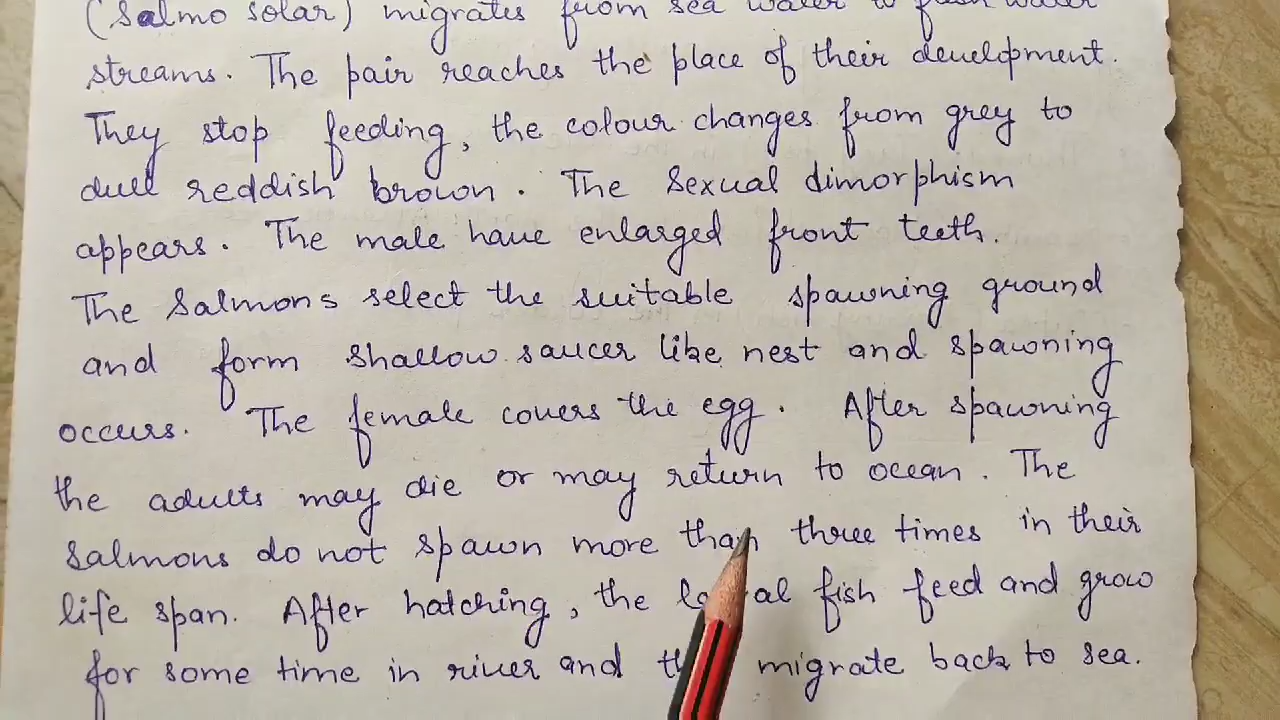 (Salmo solar) migrates from sea water to fresh water
streams. The pair reaches the place of their development.
They stop feeding, the colour changes from grey to
dull reddish brown. The sexual dimorphism
appears. The male have enlarged front teeth.
The Salmons select the suitable spawning ground
and form shallow saucer like nest and spawning
occurs. The female covers the egg. After spawning
the adults may die or may return to ocean. The
salmons do not spawn more than three times in their
life span. After hatching, the fish feed and grow
for some time in river and migrate back to sea.